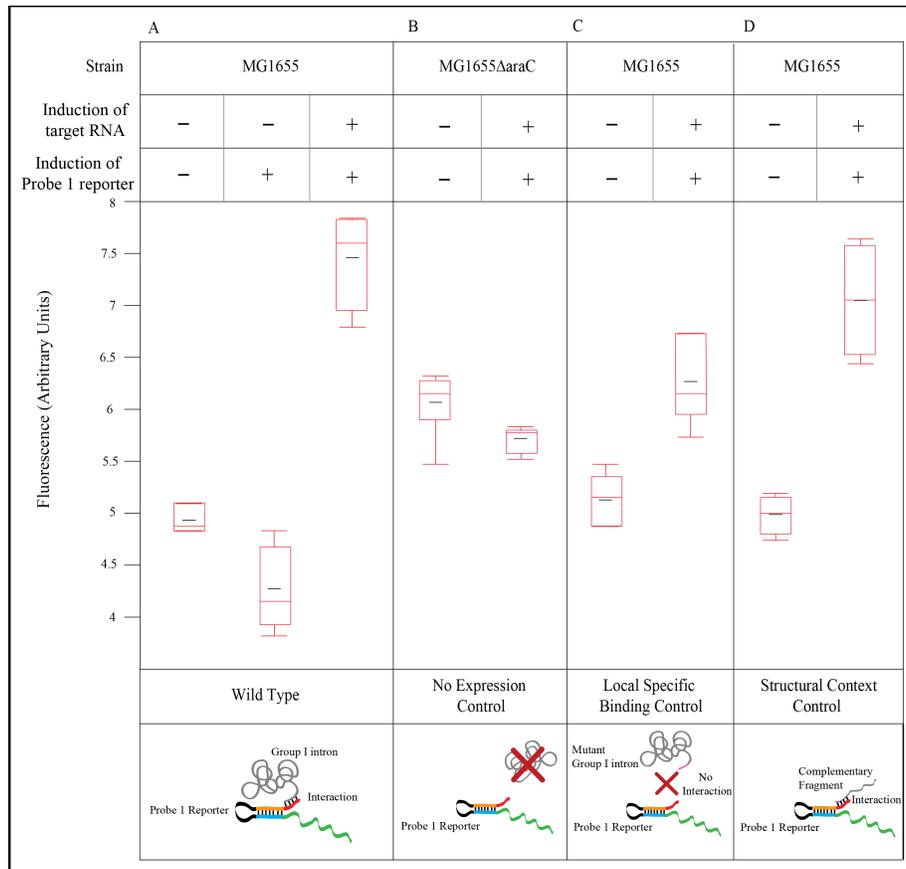 A B C D
Strain MG1655 MG1655ΔaraC MG1655 MG1655
Induction of
target RNA − − + − + − + − +
Induction of
Probe 1 reporter − + + − + − + − +
8
7.5
7
6.5
6
5.5
5
4.5
4
Fluorescence (Arbitrary Units)
Wild Type
No Expression
Control
Local Specific
Binding Control
Structural Context
Control
Group I intron
Interaction
Probe 1 Reporter
Probe 1 Reporter
Mutant
Group I intron
No
Interaction
Probe 1 Reporter
Complementary
Fragment
Interaction
Probe 1 Reporter